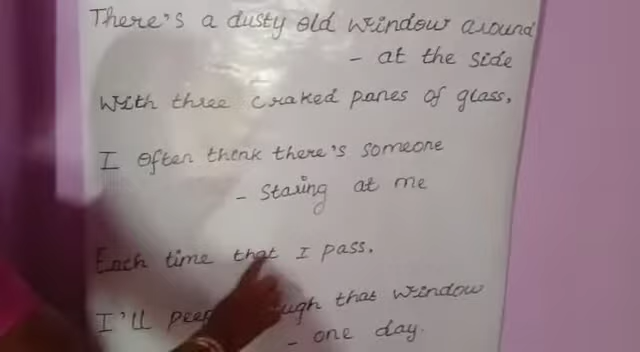 There's a dusty old window around
- at the side
With three craked panes of glass,
I often think there's someone
- Staring at me
Each time that I pass.
I'll peep that window
- one day.